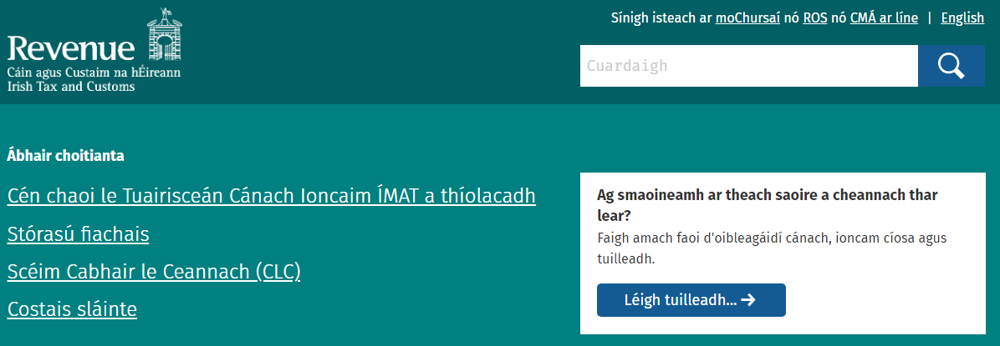 Revenue
Cáin agus Custaim na hÉireann
Irish Tax and Customs
Sínigh isteach ar moChursaí nó ROS nó CMÁ ar líne | English
Cuardaigh
Ábhair choitianta
Cén chaoi le Tuairisceán Cánach Ioncaim ÍMAT a thíolacadh
Stórasú fiachais
Scéim Cabhair le Ceannach (CLC)
Costais sláinte
Ag smaoineamh ar theach saoire a cheannach thar
lear?
Faigh amach faoi d'oibleagáidí cánach, ioncam cíosa agus
tuilleadh.
Léigh tuilleadh...